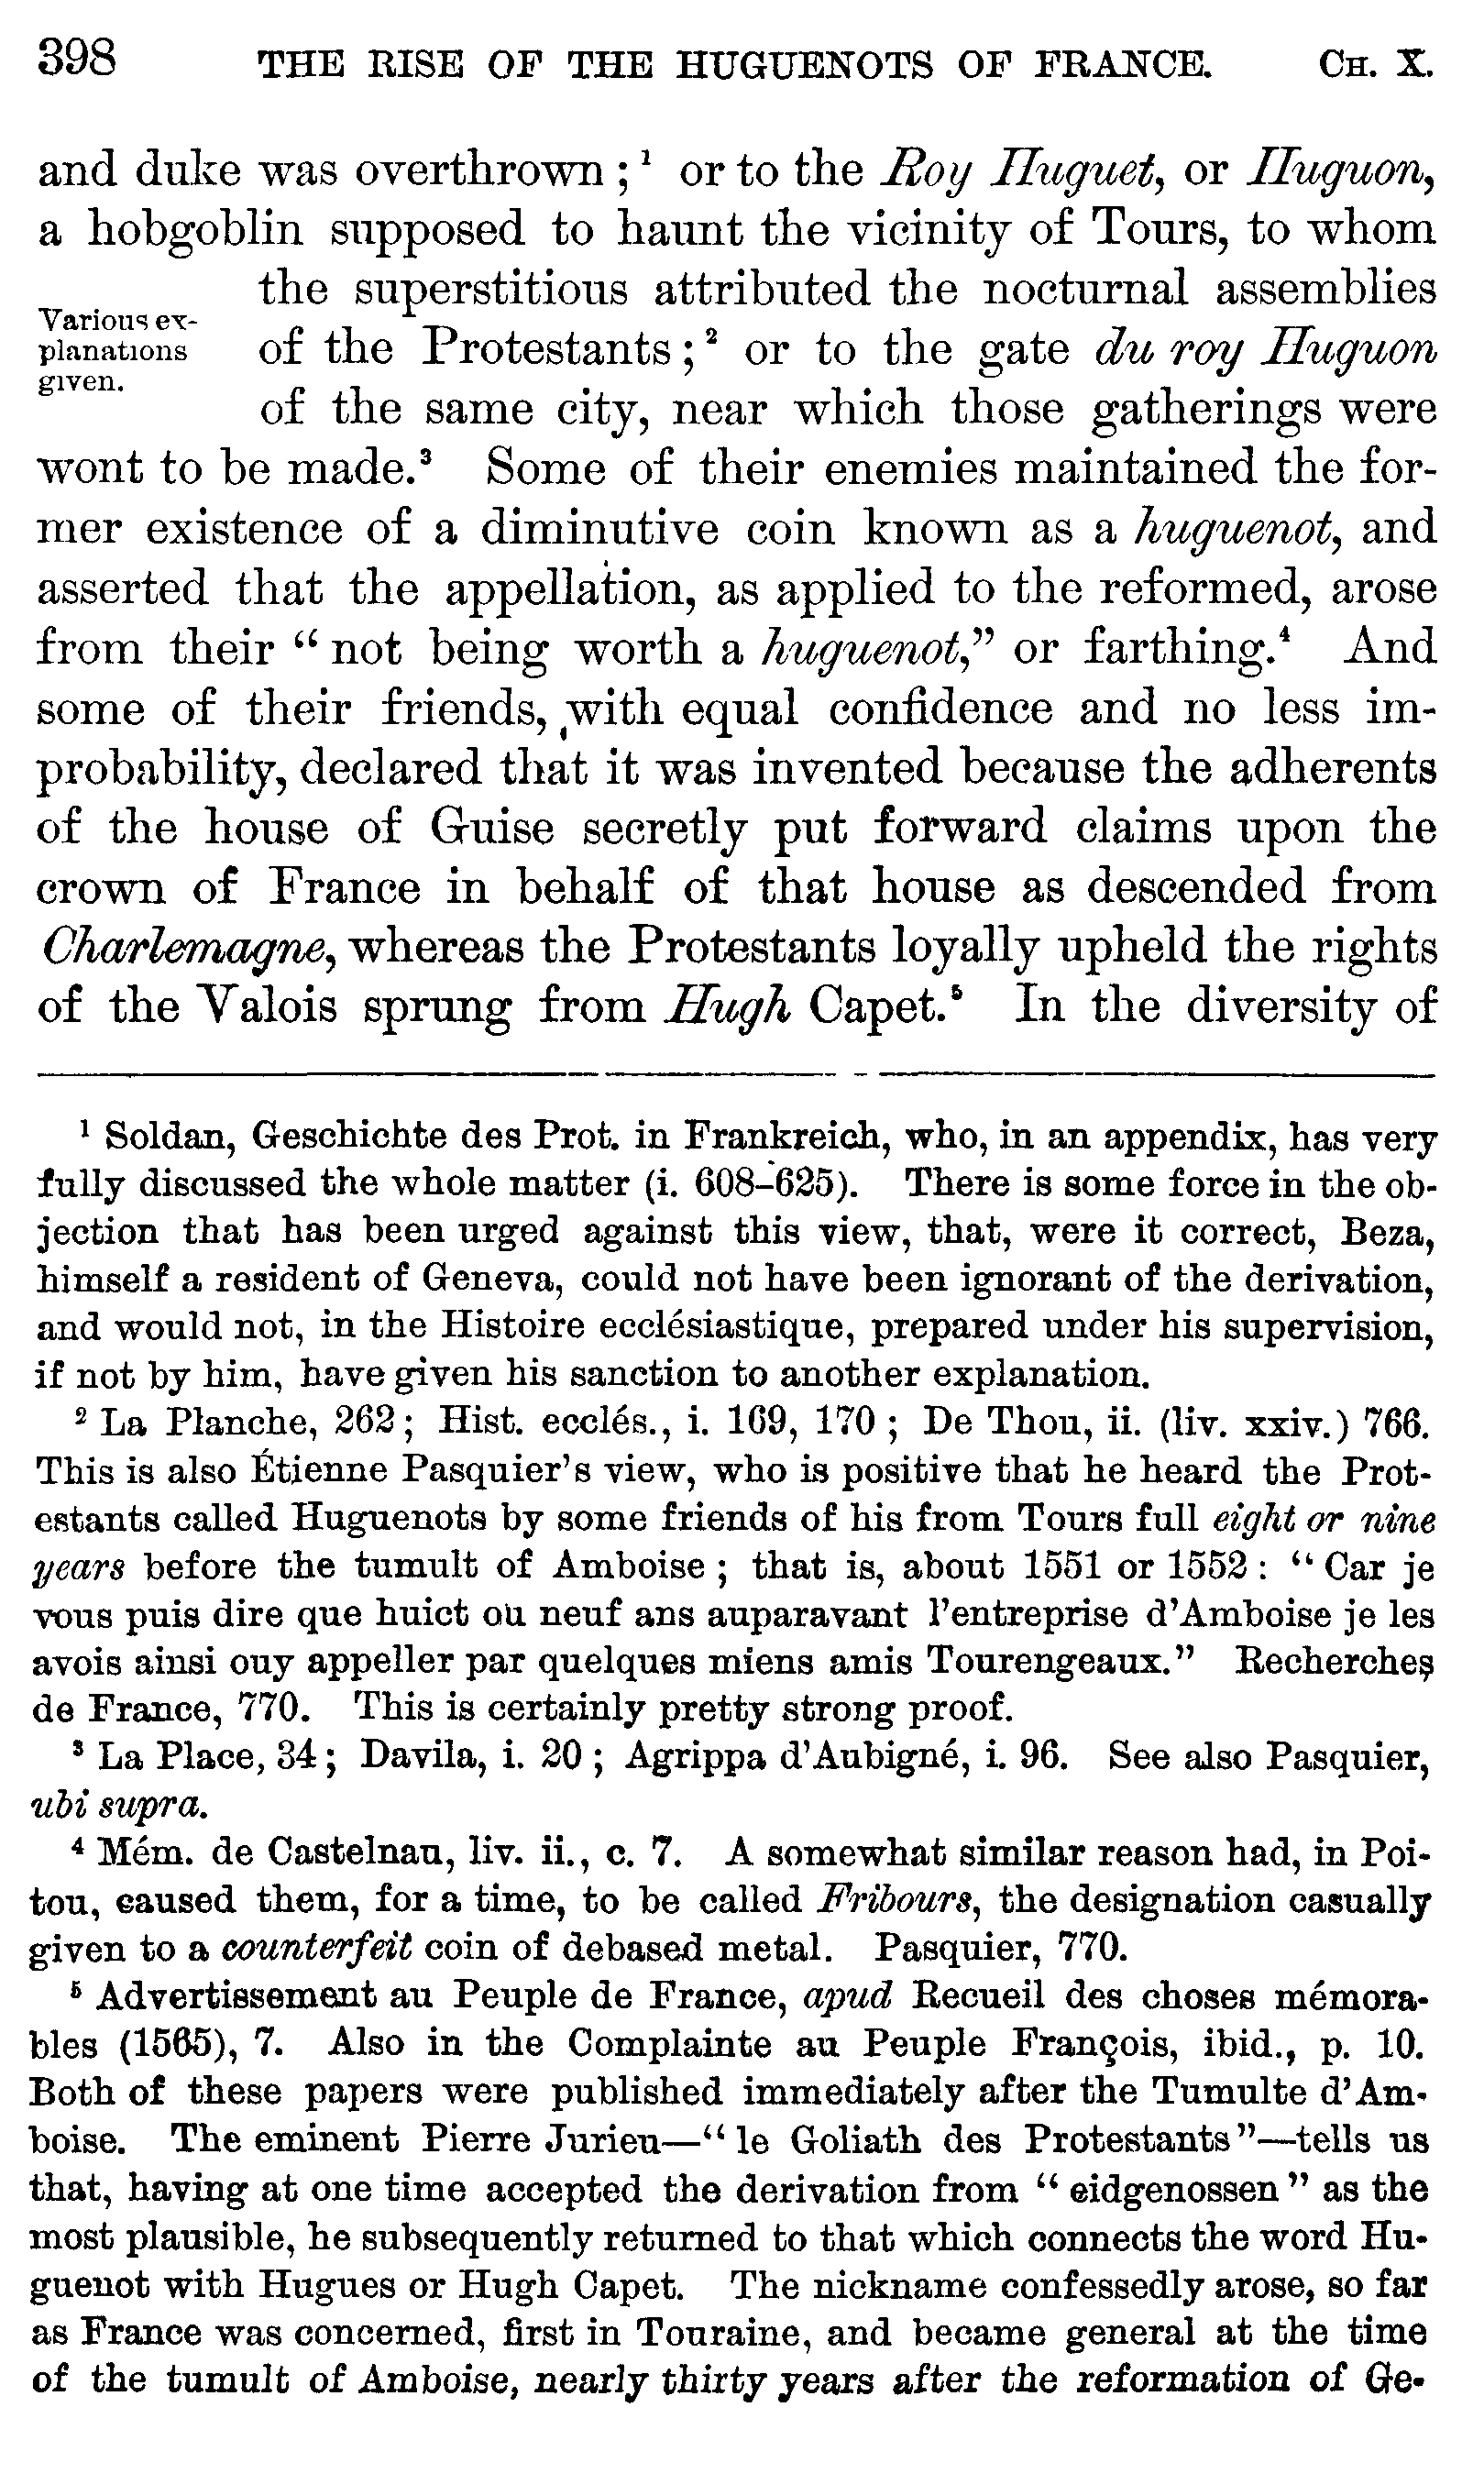 398 THE RISE OF THE HUGUENOTS OF FRANCE. CH. X.
and duke was overthrown ;¹ or to the Roy Huguet, or Huguon,
a hobgoblin supposed to haunt the vicinity of Tours, to whom
the superstitious attributed the nocturnal assemblies
Various ex-
planations
given.
of the Protestants ;² or to the gate du roy Huguon
of the same city, near which those gatherings were
wont to be made.³ Some of their enemies maintained the for-
mer existence of a diminutive coin known as a huguenot, and
asserted that the appellation, as applied to the reformed, arose
from their “ not being worth a huguenot,” or farthing.⁴ And
some of their friends, with equal confidence and no less im-
probability, declared that it was invented because the adherents
of the house of Guise secretly put forward claims upon the
crown of France in behalf of that house as descended from
Charlemagne, whereas the Protestants loyally upheld the rights
of the Valois sprung from Hugh Capet.⁵ In the diversity of
¹ Soldan, Geschichte des Prot. in Frankreich, who, in an appendix, has very
fully discussed the whole matter (i. 608–625). There is some force in the ob-
jection that has been urged against this view, that, were it correct, Beza,
himself a resident of Geneva, could not have been ignorant of the derivation,
and would not, in the Histoire ecclésiastique, prepared under his supervision,
if not by him, have given his sanction to another explanation.
² La Planche, 262 ; Hist. ecclés., i. 169, 170 ; De Thou, ii. (liv. xxiv.) 766.
This is also Étienne Pasquier’s view, who is positive that he heard the Prot-
estants called Huguenots by some friends of his from Tours full eight or nine
years before the tumult of Amboise ; that is, about 1551 or 1552 : “ Car je
vous puis dire que huict ou neuf ans auparavant l’entreprise d’Amboise je les
avois ainsi ouy appeller par quelques miens amis Tourengeaux.” Recherches
de France, 770. This is certainly pretty strong proof.
³ La Place, 34 ; Davila, i. 20 ; Agrippa d’Aubigné, i. 96. See also Pasquier,
ubi supra.
⁴ Mém. de Castelnau, liv. ii., c. 7. A somewhat similar reason had, in Poi-
tou, caused them, for a time, to be called Fribours, the designation casually
given to a counterfeit coin of debased metal. Pasquier, 770.
⁵ Advertissement au Peuple de France, apud Recueil des choses mémora-
bles (1565), 7. Also in the Complainte au Peuple François, ibid., p. 10.
Both of these papers were published immediately after the Tumulte d’Am-
boise. The eminent Pierre Jurieu—“ le Goliath des Protestants ”—tells us
that, having at one time accepted the derivation from “ eidgenossen ” as the
most plausible, he subsequently returned to that which connects the word Hu-
guenot with Hugues or Hugh Capet. The nickname confessedly arose, so far
as France was concerned, first in Touraine, and became general at the time
of the tumult of Amboise, nearly thirty years after the reformation of Ge-